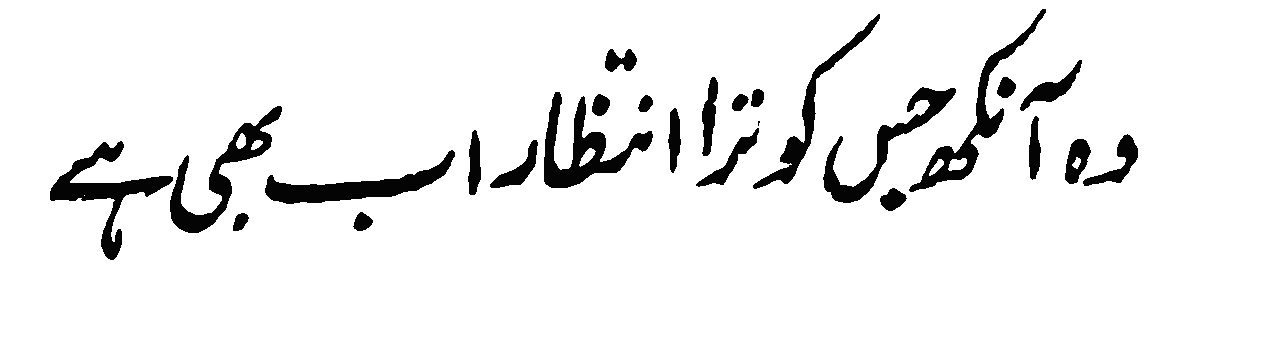 وہ آنکھ جس کو ترا انتظار اب بھی ہے